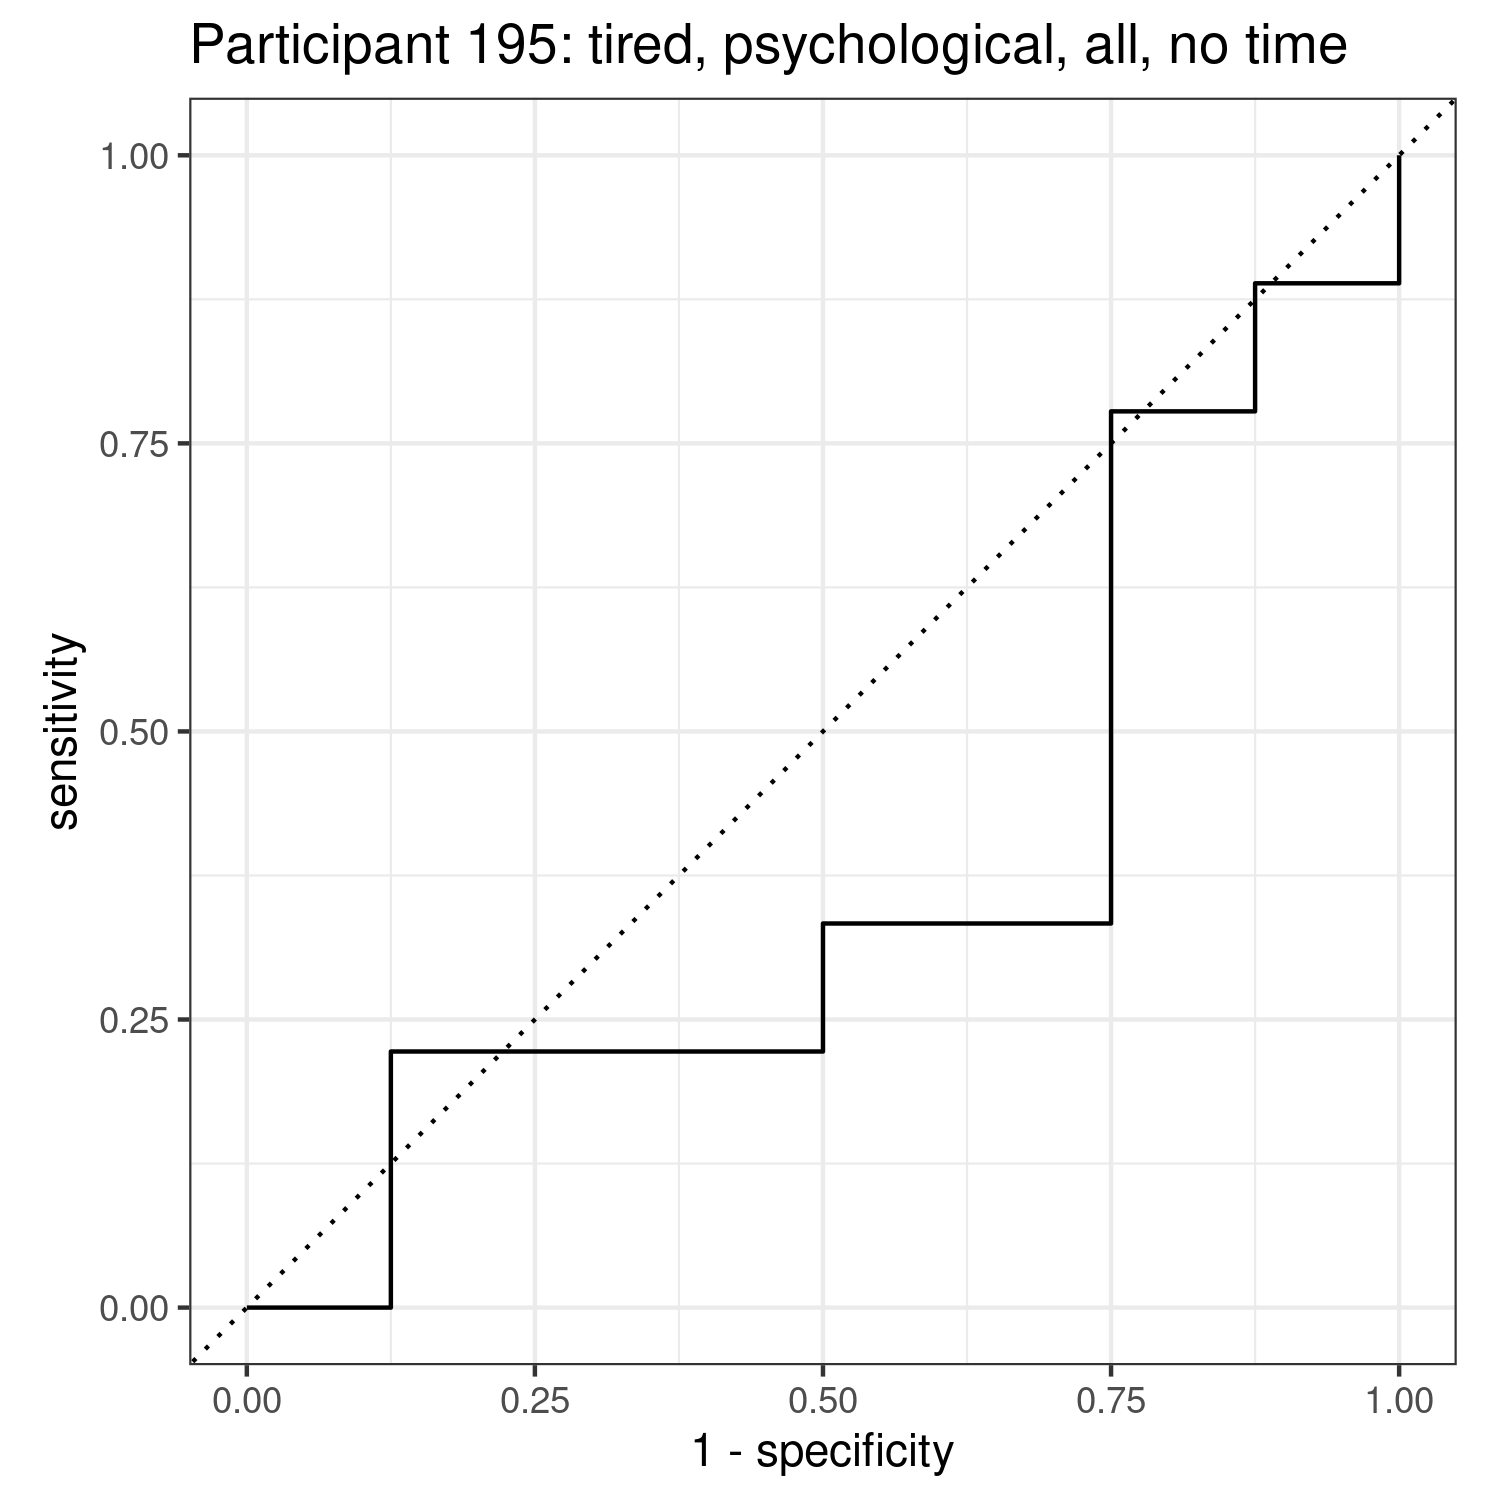 Participant 195: tired, psychological, all, no time
1.00
0.75
0.50
0.25
0.00
sensitivity
0.00 0.25 0.50 0.75 1.00
1 - specificity